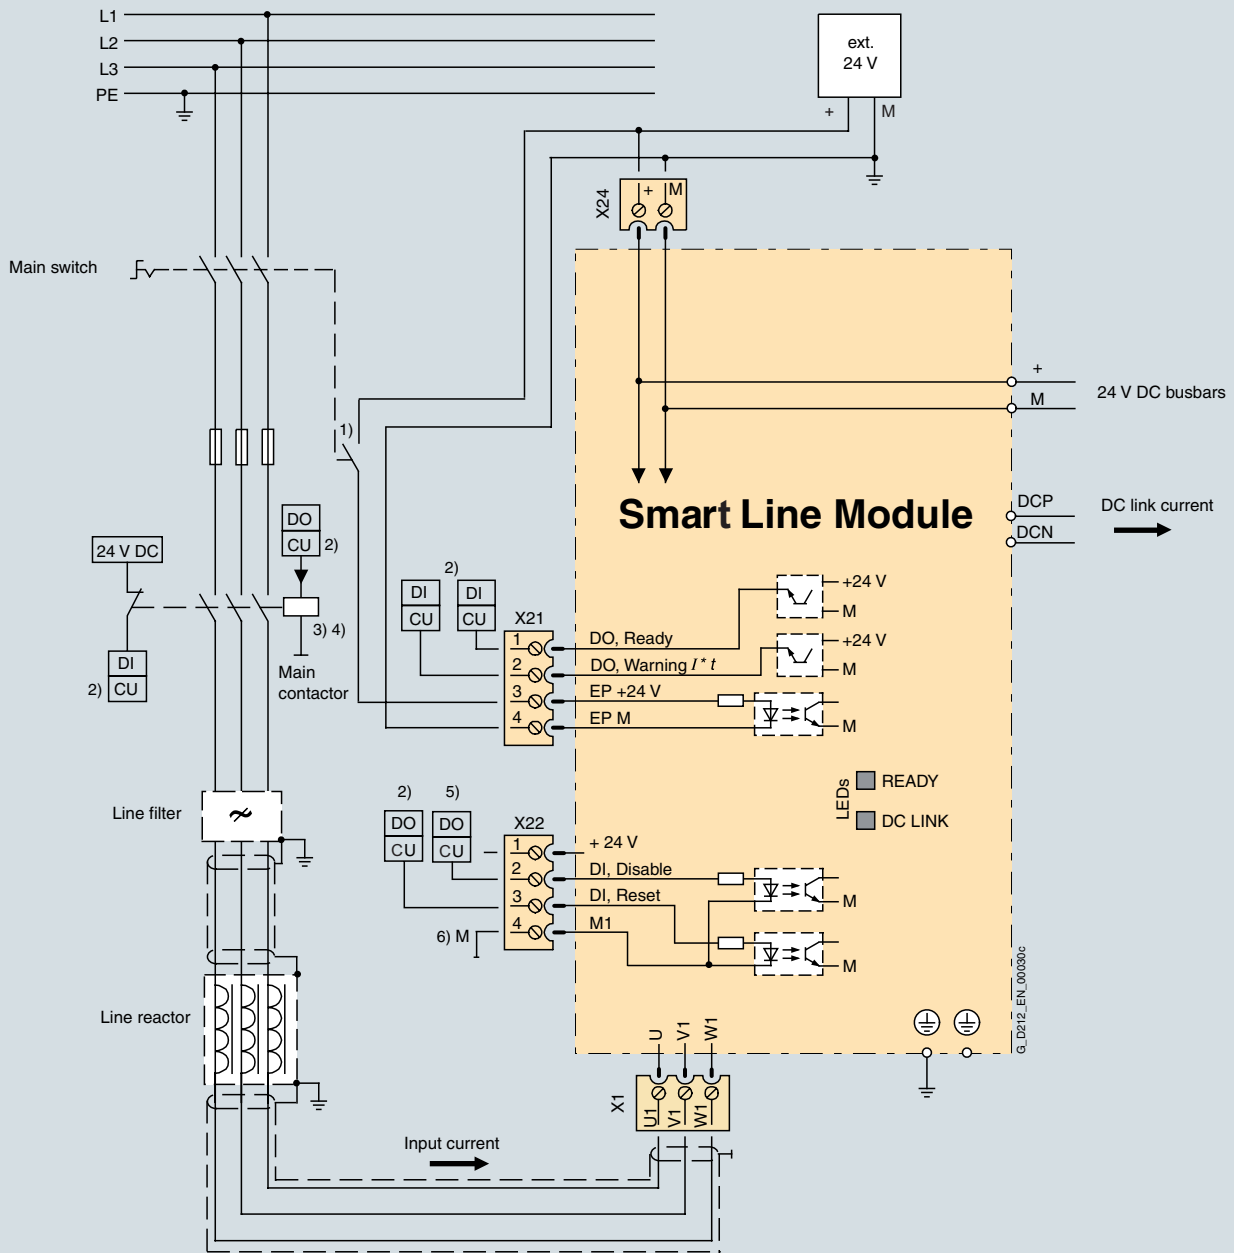 L1
L2
L3
PE
ext.
24 V
+ M
X24
+ M
Main switch
+
M
24 V DC busbars
1)
Smart Line Module
DCP
DCN
DC link current
24 V DC
DO
CU
2)
3) 4)
Main
contactor
DI
CU
2)
2)
DI
CU
DI
CU
X21
1
2
3
4
DO, Ready
DO, Warning I * t
EP +24 V
EP M
+24 V
M
+24 V
M
M
LEDs
READY
DC LINK
Line filter
2)
5)
DO
CU
DO
CU
X22
1
2
3
4
+ 24 V
DI, Disable
DI, Reset
M1
6) M
M
M
Line reactor
G_D212_EN_00030c
U
V1
W1
X1
U1
V1
W1
Input current